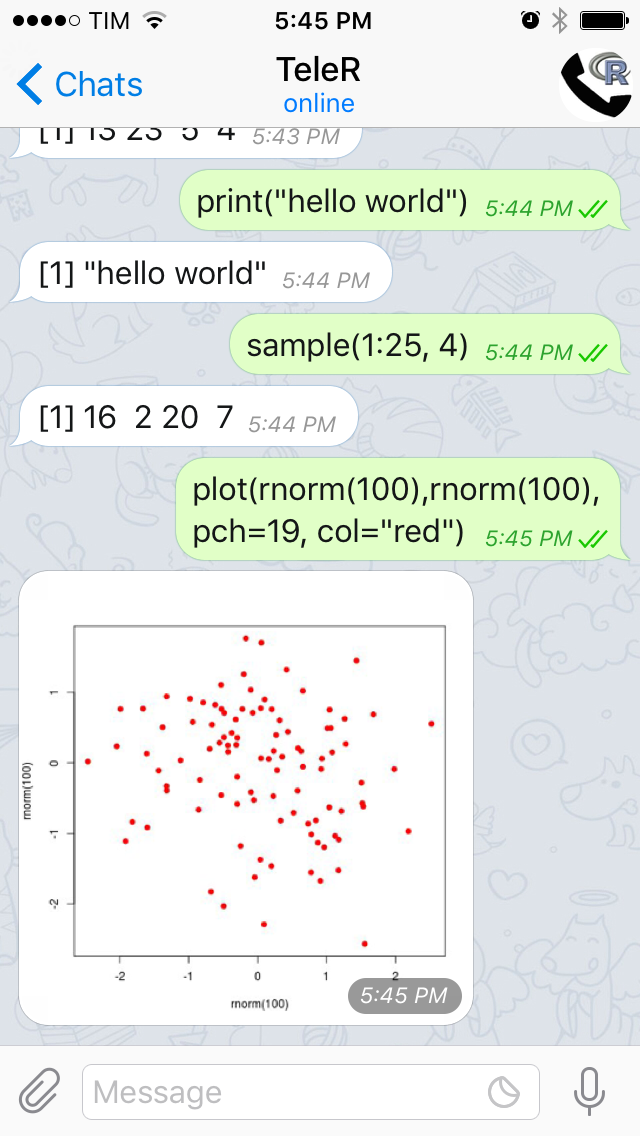 TIM 5:45 PM
Chats
TeleR
online
R
[1] 13 23  5  4 5:43 PM
print("hello world") 5:44 PM
[1] "hello world" 5:44 PM
sample(1:25, 4) 5:44 PM
[1] 16  2 20  7 5:44 PM
plot(rnorm(100),rnorm(100),
pch=19, col="red") 5:45 PM
rnorm(100)
1
0
-1
-2
-2 -1 0 1 2
rnorm(100)
5:45 PM
Message